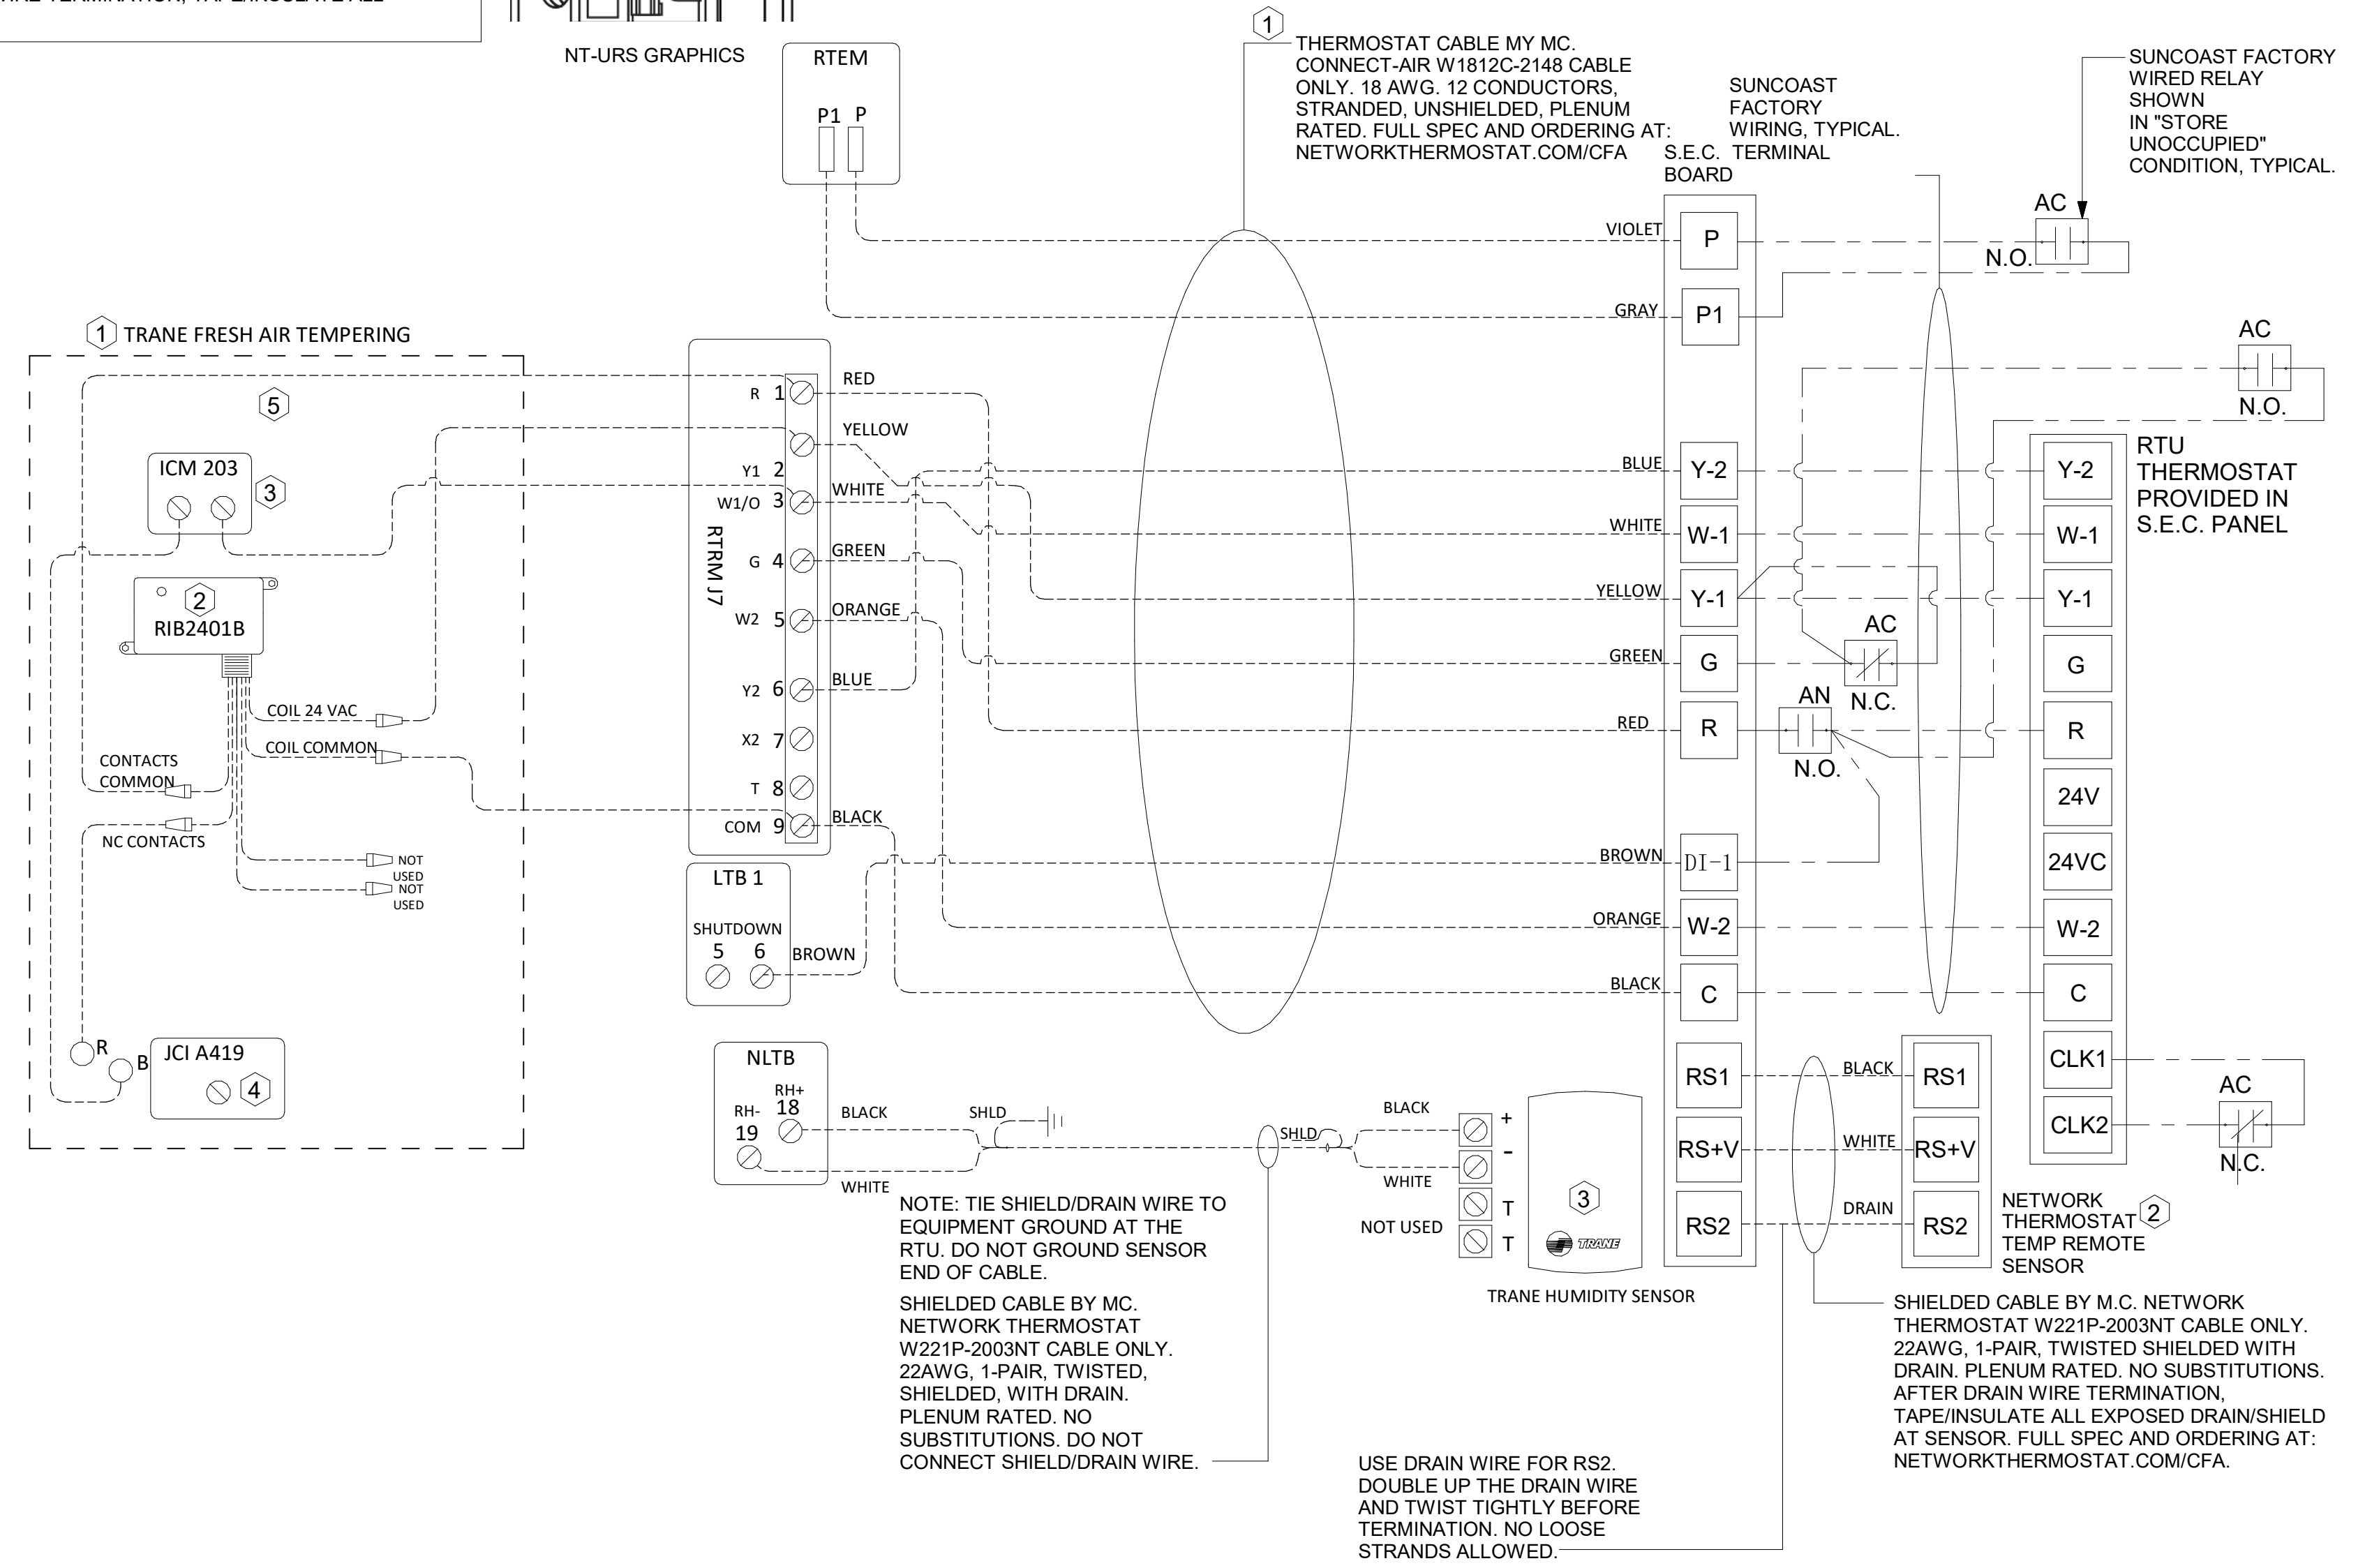 NT-URS GRAPHICS
RTEM
P1 P
1
THERMOSTAT CABLE MY MC.
CONNECT-AIR W1812C-2148 CABLE
ONLY. 18 AWG. 12 CONDUCTORS,
STRANDED, UNSHIELDED, PLENUM
RATED. FULL SPEC AND ORDERING AT:
NETWORKTHERMOSTAT.COM/CFA
SUNCOAST
FACTORY
WIRING, TYPICAL.
S.E.C. TERMINAL
BOARD
SUNCOAST FACTORY
WIRED RELAY
SHOWN
IN "STORE
UNOCCUPIED"
CONDITION, TYPICAL.
AC
N.O.
VIOLET
P
GRAY
P1
AC
N.O.
1 TRANE FRESH AIR TEMPERING
5
ICM 203
3
2
RIB2401B
COIL 24 VAC
COIL COMMON
CONTACTS
COMMON
NC CONTACTS
NOT
USED
NOT
USED
R
B
JCI A419
4
RTRM J7
R 1
RED
YELLOW
Y1 2
W1/O 3
WHITE
G 4
GREEN
W2 5
ORANGE
Y2 6
BLUE
X2 7
T 8
COM 9
BLACK
LTB 1
SHUTDOWN
5 6
BROWN
BLUE
Y-2
WHITE
W-1
YELLOW
Y-1
GREEN
G
RED
R
BROWN
DI-1
ORANGE
W-2
BLACK
C
RS1
RS+V
RS2
AC
N.C.
AN
N.O.
RTU
THERMOSTAT
PROVIDED IN
S.E.C. PANEL
Y-2
W-1
Y-1
G
R
24V
24VC
W-2
C
CLK1
CLK2
AC
N.C.
NLTB
RH+
18
RH-
19
BLACK
WHITE
SHLD
SHLD
BLACK
WHITE
+
-
T
T
NOT USED
3
TRANE
TRANE HUMIDITY SENSOR
BLACK
WHITE
DRAIN
RS1
RS+V
RS2
NETWORK
THERMOSTAT 2
TEMP REMOTE
SENSOR
NOTE: TIE SHIELD/DRAIN WIRE TO
EQUIPMENT GROUND AT THE
RTU. DO NOT GROUND SENSOR
END OF CABLE.
SHIELDED CABLE BY MC.
NETWORK THERMOSTAT
W221P-2003NT CABLE ONLY.
22AWG, 1-PAIR, TWISTED,
SHIELDED, WITH DRAIN.
PLENUM RATED. NO
SUBSTITUTIONS. DO NOT
CONNECT SHIELD/DRAIN WIRE.
USE DRAIN WIRE FOR RS2.
DOUBLE UP THE DRAIN WIRE
AND TWIST TIGHTLY BEFORE
TERMINATION. NO LOOSE
STRANDS ALLOWED.
SHIELDED CABLE BY M.C. NETWORK
THERMOSTAT W221P-2003NT CABLE ONLY.
22AWG, 1-PAIR, TWISTED SHIELDED WITH
DRAIN. PLENUM RATED. NO SUBSTITUTIONS.
AFTER DRAIN WIRE TERMINATION,
TAPE/INSULATE ALL EXPOSED DRAIN/SHIELD
AT SENSOR. FULL SPEC AND ORDERING AT:
NETWORKTHERMOSTAT.COM/CFA.